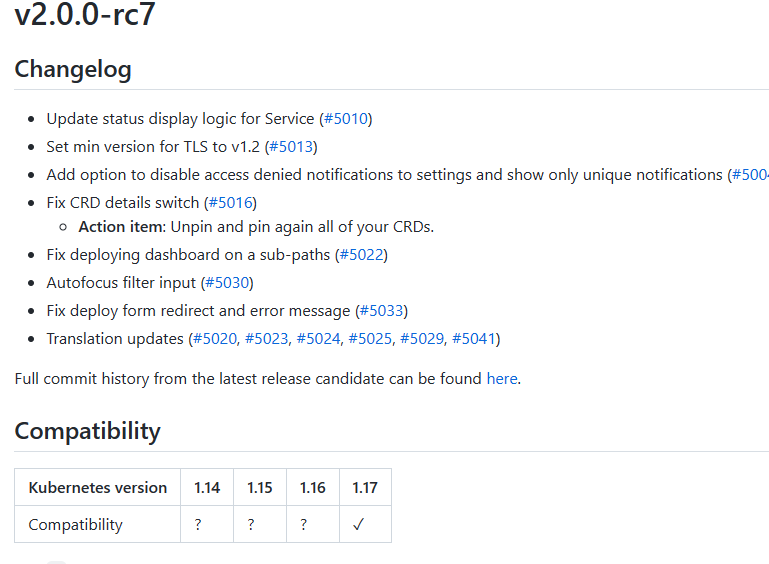 v2.0.0-rc7
Changelog
• Update status display logic for Service (#5010)
• Set min version for TLS to v1.2 (#5013)
• Add option to disable access denied notifications to settings and show only unique notifications (#500
• Fix CRD details switch (#5016)
◦ Action item: Unpin and pin again all of your CRDs.
• Fix deploying dashboard on a sub-paths (#5022)
• Autofocus filter input (#5030)
• Fix deploy form redirect and error message (#5033)
• Translation updates (#5020, #5023, #5024, #5025, #5029, #5041)
Full commit history from the latest release candidate can be found here.
Compatibility
Kubernetes version 1.14 1.15 1.16 1.17
Compatibility ? ? ? ✓